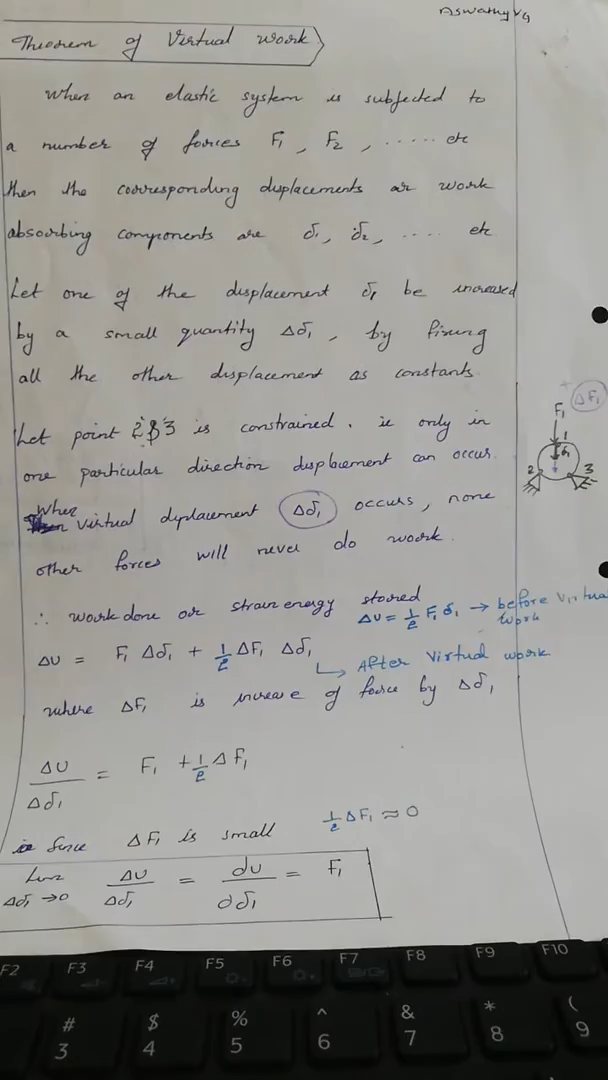 Aswathy VG
Theorem of Virtual work
When an elastic system is subjected to
a number of forces F₁, F₂, ..... etc
then the corresponding displacements or work
absorbing components are δ₁, δ₂, .... etc
Let one of the displacement δ₁ be increased
by a small quantity Δδ₁, by fixing
all the other displacement as constants.
Let point 2 & 3 is constrained. ie only in
one particular direction displacement can occur.
When virtual displacement Δδ₁ occurs, none
other forces will never do work.
∴ work done or strain energy stored
ΔU = ½ F₁ δ₁ → before Virtual work
ΔU = F₁ Δδ₁ + ½ ΔF₁ Δδ₁
↳ After Virtual work
where ΔF₁ is increase of force by Δδ₁
ΔU / Δδ₁ = F₁ + ½ Δ F₁
since ΔF₁ is small ½ ΔF₁ ≈ 0
Δδ₁ → 0 ΔU / Δδ₁ = ∂U / ∂δ₁ = F₁
ΔF₁
F₁
1
2 3
F2 F3 F4 F5 F6 F7 F8 F9 F10
# $ % ^ & * (
3 4 5 6 7 8 9